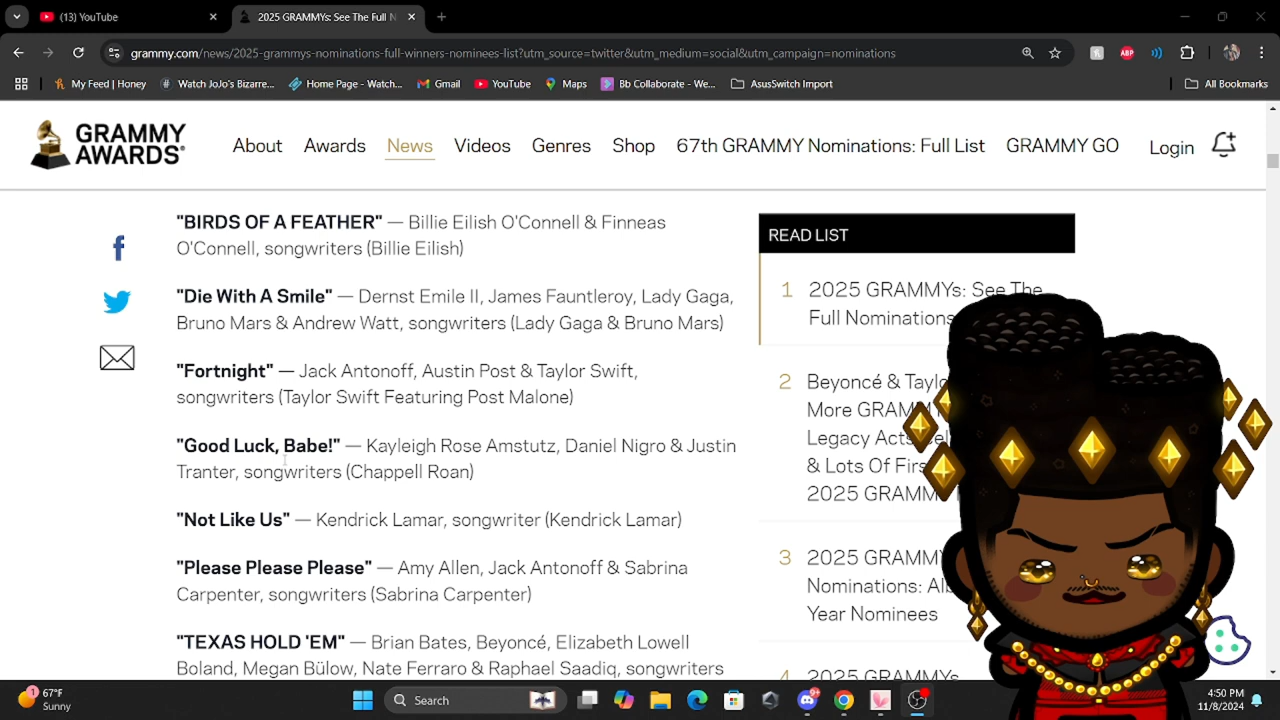 (13) YouTube
2025 GRAMMYs: See The Full N
grammy.com/news/2025-grammys-nominations-full-winners-nominees-list?utm_source=twitter&utm_medium=social&utm_campaign=nominations
ABP
My Feed | Honey
Watch JoJo's Bizarre...
Home Page - Watch...
Gmail
YouTube
Maps
Bb Collaborate - We...
AsusSwitch Import
All Bookmarks
GRAMMY
AWARDS
About
Awards
News
Videos
Genres
Shop
67th GRAMMY Nominations: Full List
GRAMMY GO
Login
"BIRDS OF A FEATHER" — Billie Eilish O'Connell & Finneas
O'Connell, songwriters (Billie Eilish)
"Die With A Smile" — Dernst Emile II, James Fauntleroy, Lady Gaga,
Bruno Mars & Andrew Watt, songwriters (Lady Gaga & Bruno Mars)
"Fortnight" — Jack Antonoff, Austin Post & Taylor Swift,
songwriters (Taylor Swift Featuring Post Malone)
"Good Luck, Babe!" — Kayleigh Rose Amstutz, Daniel Nigro & Justin
Tranter, songwriters (Chappell Roan)
"Not Like Us" — Kendrick Lamar, songwriter (Kendrick Lamar)
"Please Please Please" — Amy Allen, Jack Antonoff & Sabrina
Carpenter, songwriters (Sabrina Carpenter)
"TEXAS HOLD 'EM" — Brian Bates, Beyoncé, Elizabeth Lowell
Boland, Megan Bülow, Nate Ferraro & Raphael Saadiq, songwriters
READ LIST
1 2025 GRAMMYs: See The
Full Nominations
2 Beyoncé & Taylo
More GRAM
Legacy Acts
& Lots Of Firs
2025 GRAMM
3 2025 GRAMMY
Nominations: Alb
Year Nominees
4 2025 GRAMMYs
1
67°F
Sunny
Search
4:50 PM
11/8/2024